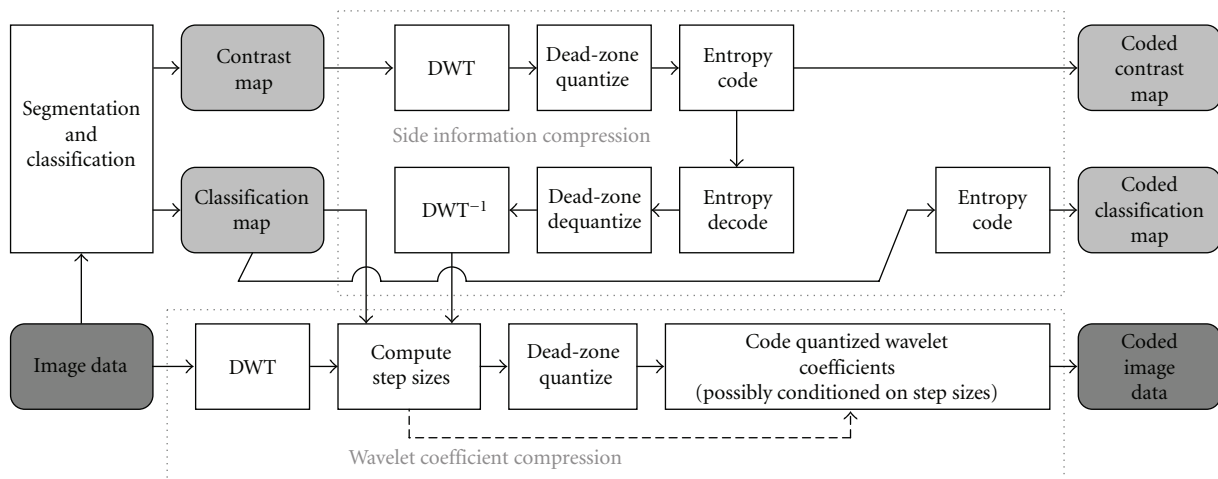 Segmentation
and
classification
Contrast
map
DWT
Dead-zone
quantize
Entropy
code
Coded
contrast
map
Side information compression
Classification
map
DWT⁻¹
Dead-zone
dequantize
Entropy
decode
Entropy
code
Coded
classification
map
Image data
DWT
Compute
step sizes
Dead-zone
quantize
Code quantized wavelet
coefficients
(possibly conditioned on step sizes)
Coded
image
data
Wavelet coefficient compression